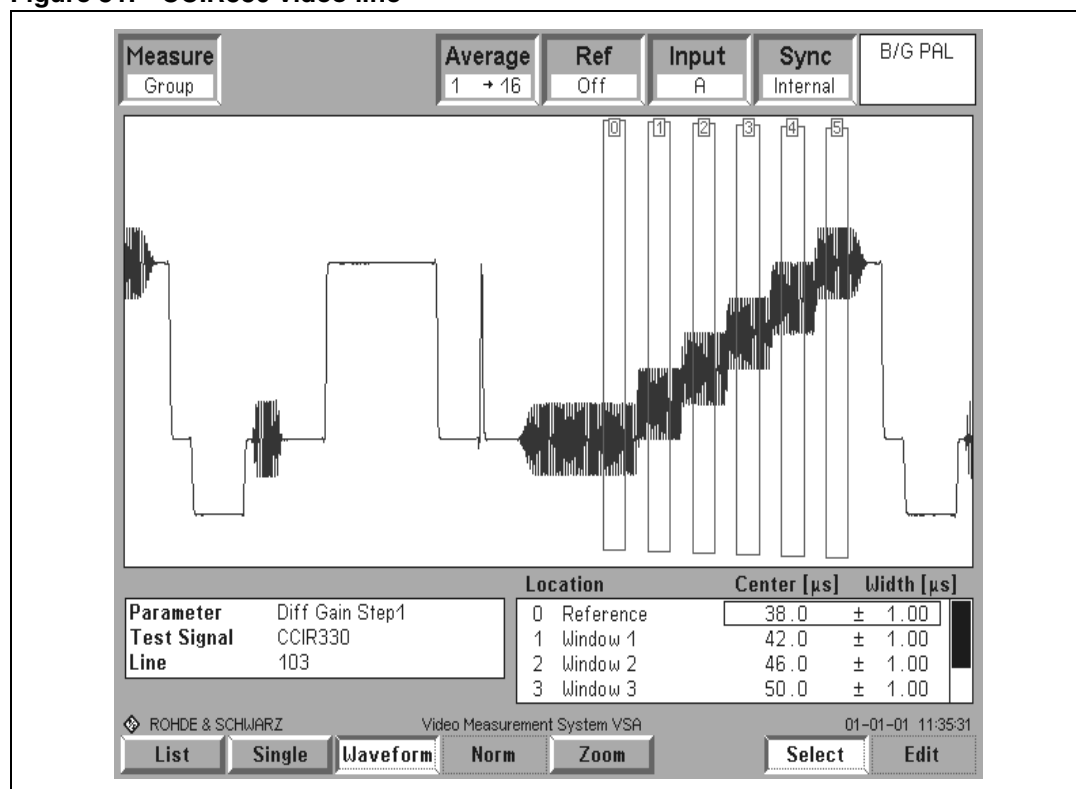 Measure
Group
Average
1 → 16
Ref
Off
Input
A
Sync
Internal
B/G PAL
0 1 2 3 4 5
Location Center [µs] Width [µs]
Parameter Diff Gain Step1
Test Signal CCIR330
Line 103
0 Reference 38.0 ± 1.00
1 Window 1 42.0 ± 1.00
2 Window 2 46.0 ± 1.00
3 Window 3 50.0 ± 1.00
ROHDE & SCHWARZ Video Measurement System VSA 01-01-01 11:35:31
List Single Waveform Norm Zoom Select Edit